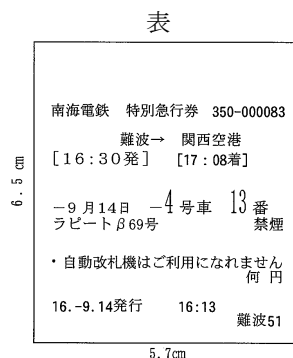 表
南海電鉄 特別急行券 350-000083
難波→ 関西空港
[16:30発] [17:08着]
-9月14日 -4号車 13番
ラピートβ69号 禁煙
・自動改札機はご利用になれません
何円
16.-9.14発行 16:13
難波51
6.5cm
5.7cm